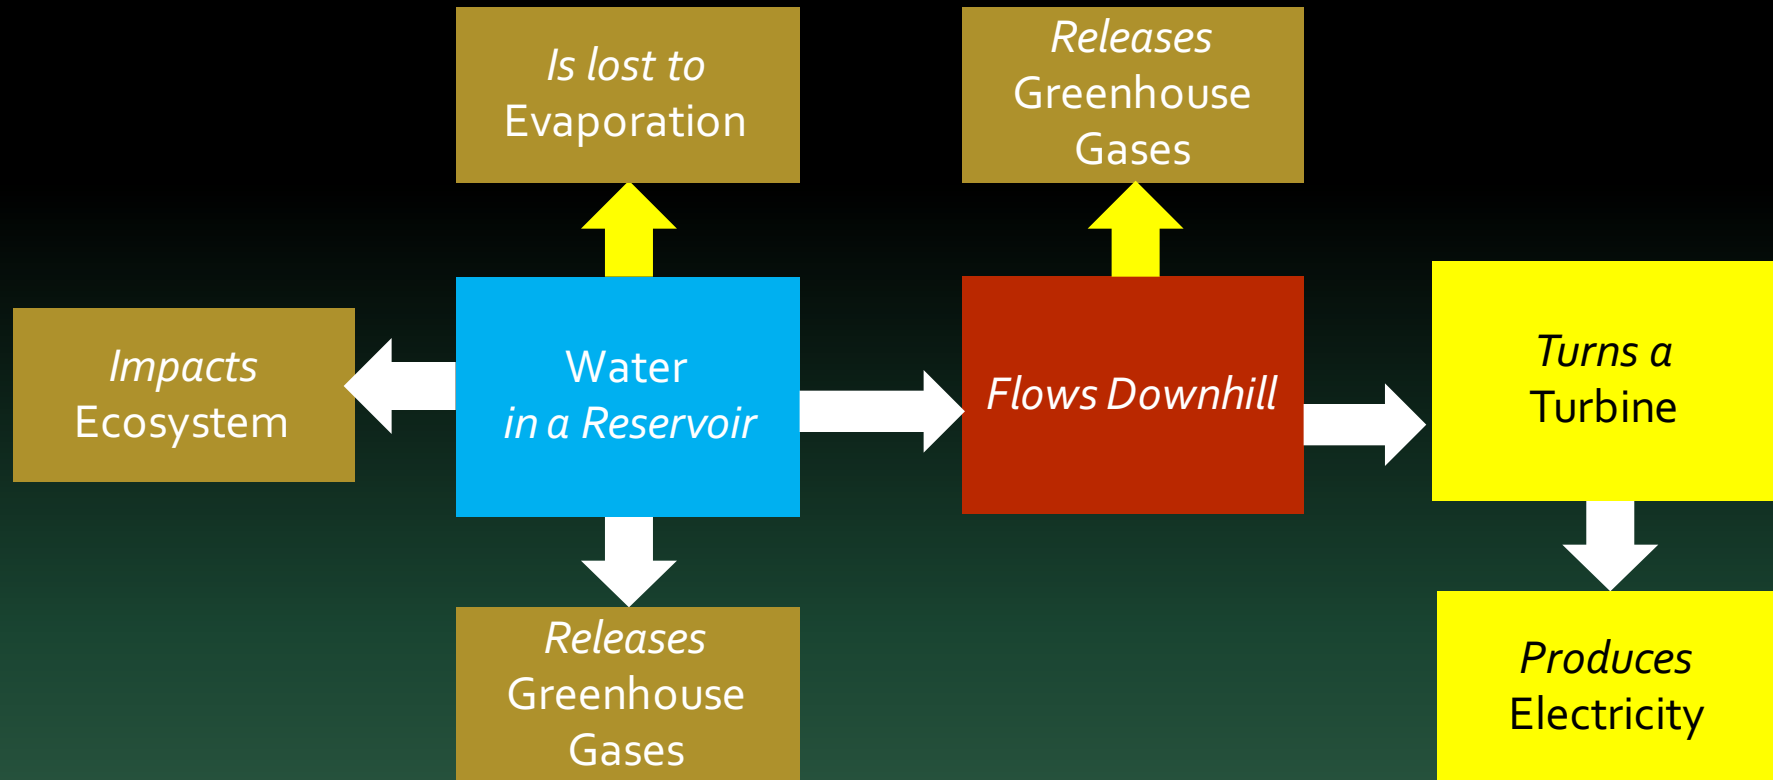 Is lost to
Evaporation
Releases
Greenhouse
Gases
Impacts
Ecosystem
Water
in a Reservoir
Flows Downhill
Turns a
Turbine
Releases
Greenhouse
Gases
Produces
Electricity